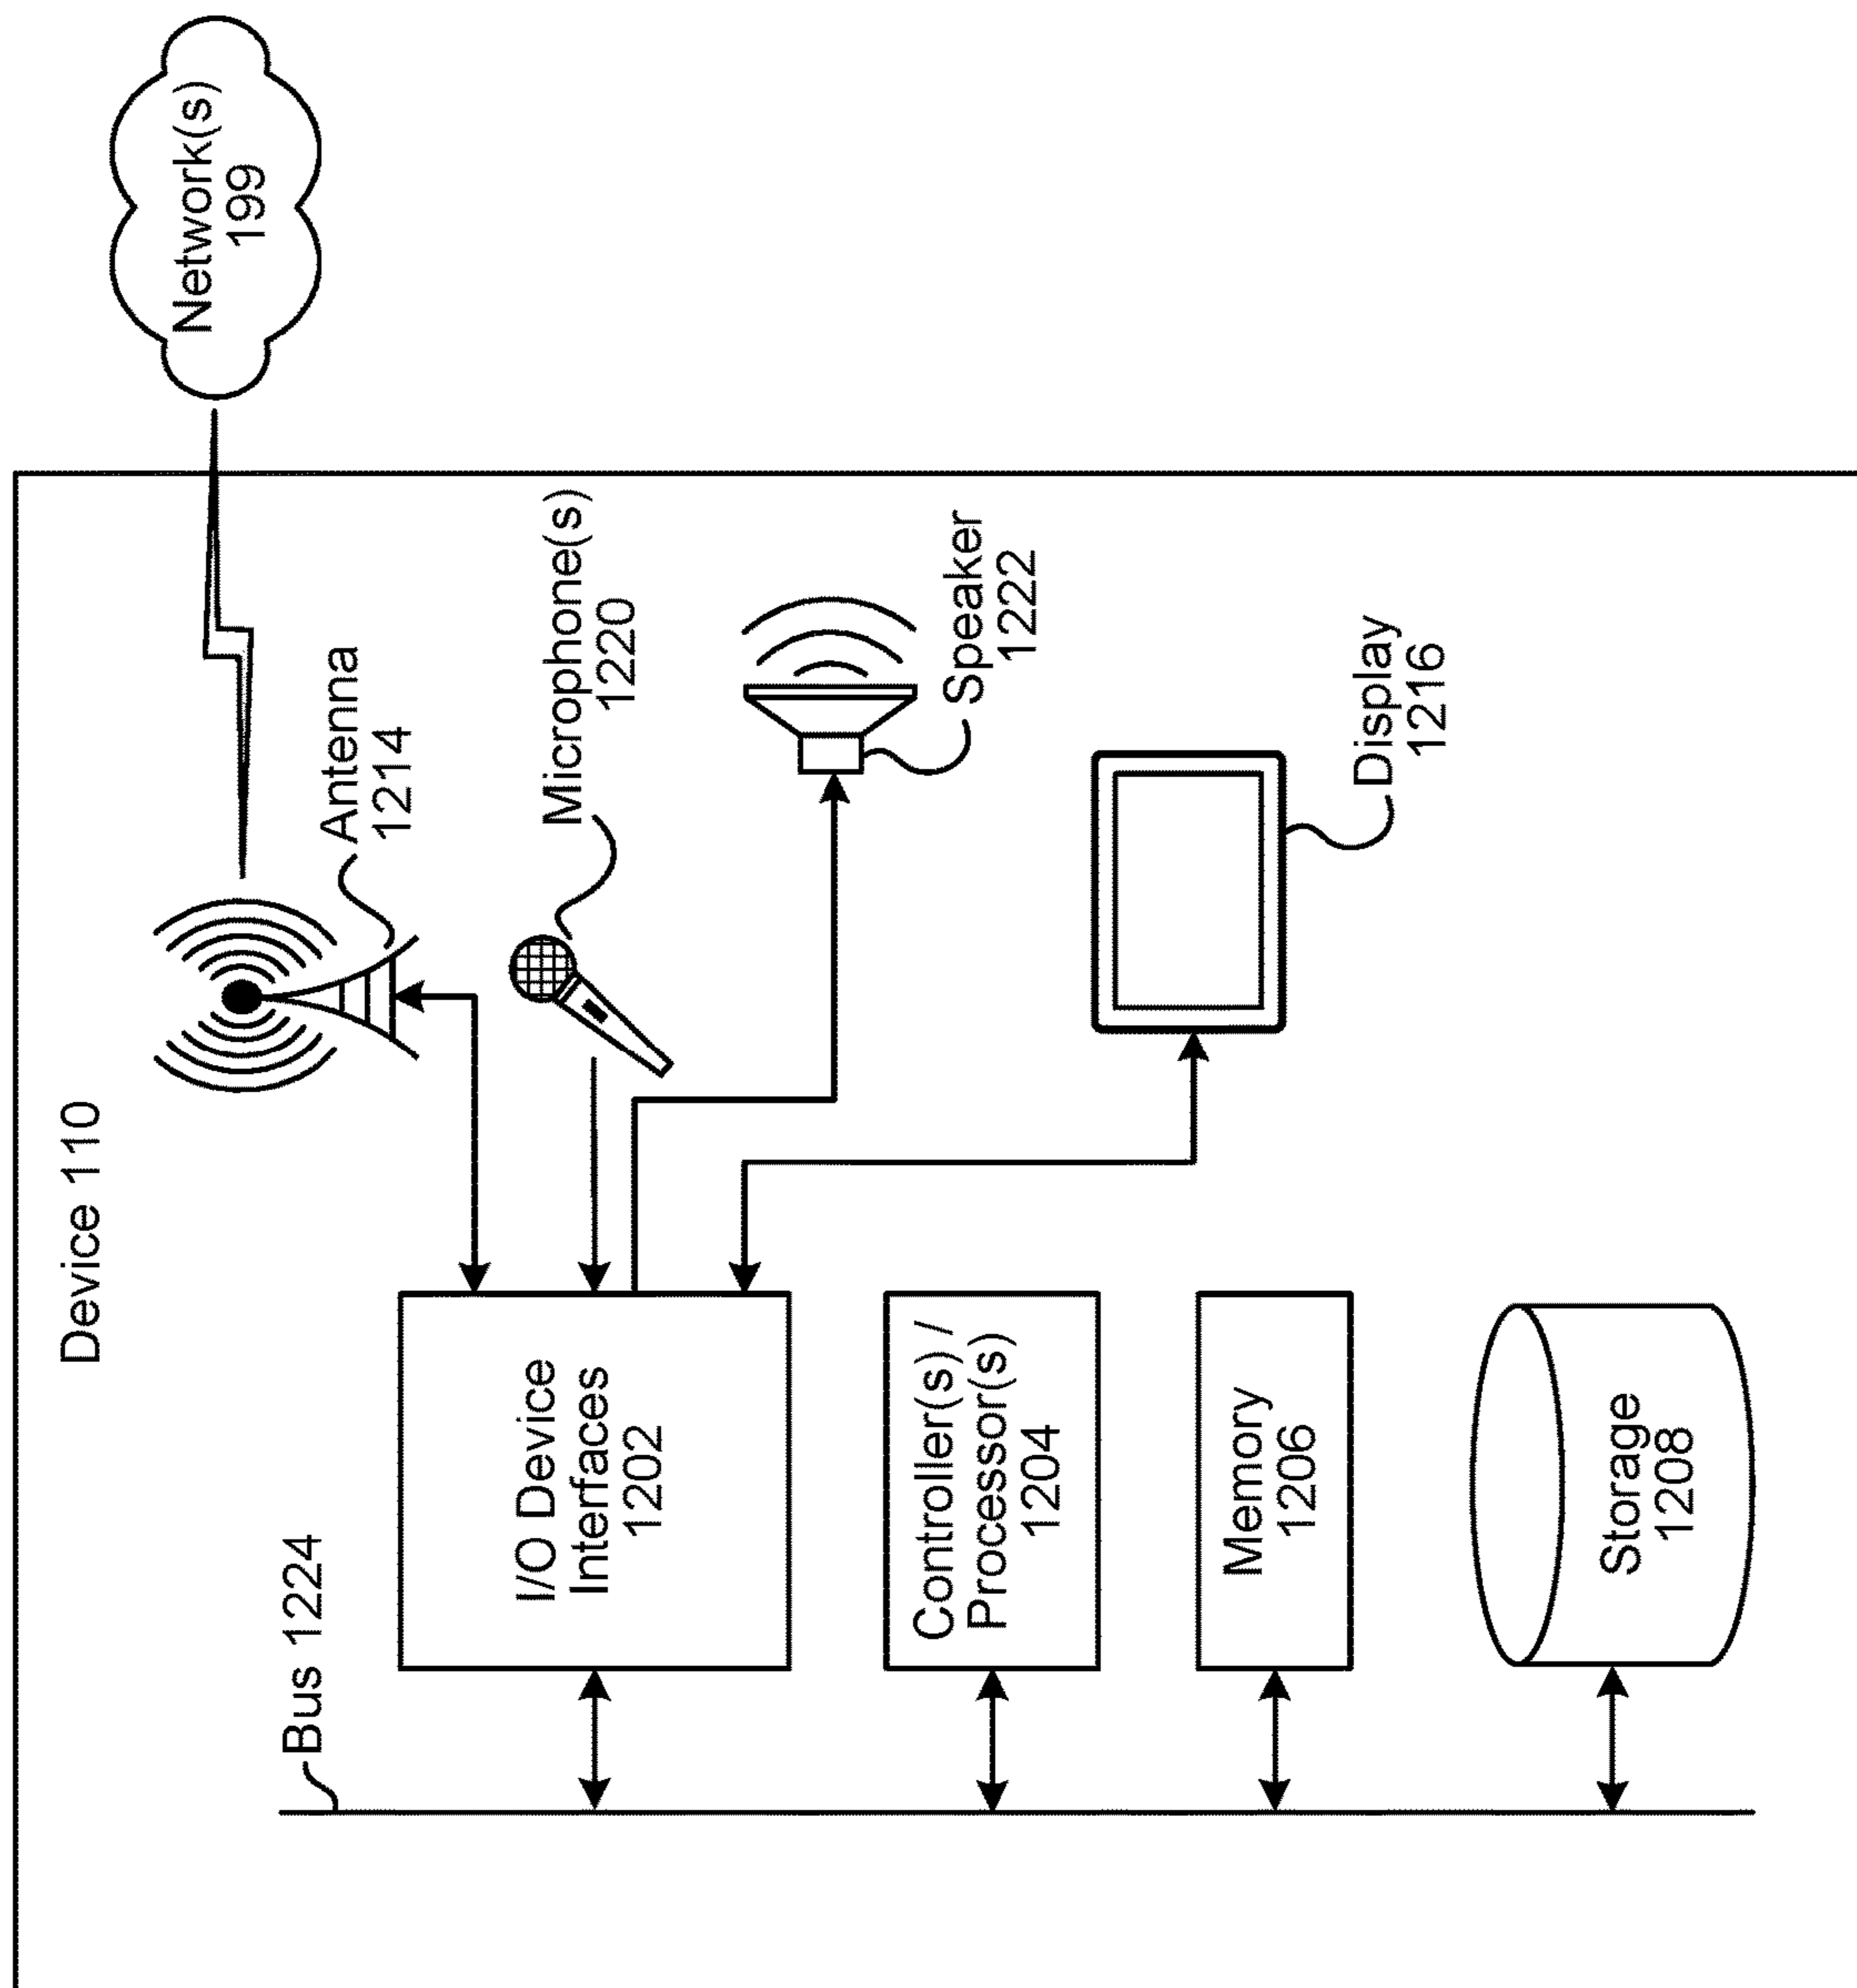 Device 110
Bus 1224
I/O Device
Interfaces
1202
Controller(s) /
Processor(s)
1204
Memory
1206
Storage
1208
Antenna
1214
Microphone(s)
1220
Speaker
1222
Display
1216
Network(s)
199